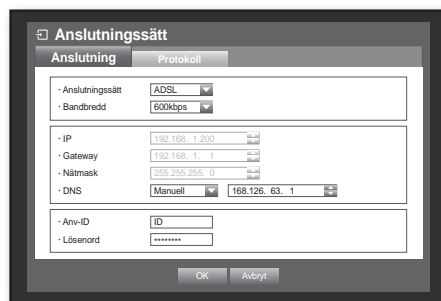 Anslutningssätt
Anslutning Protokoll
· Anslutningssätt ADSL
· Bandbredd 600kbps
· IP 192.168. 1.200
· Gateway 192.168. 1. 1
· Nätmask 255.255.255. 0
· DNS Manuell 168.126. 63. 1
· Anv-ID ID
· Lösenord ********
OK Avbryt